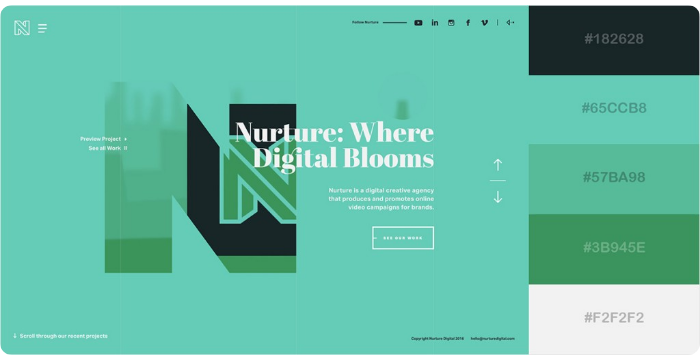 N
Follow Nurture
Preview Project
See all Work
Nurture: Where
Digital Blooms
Nurture is a digital creative agency
that produces and promotes online
video campaigns for brands.
SEE OUR WORK
↓ Scroll through our recent projects
Copyright Nurture Digital 2018 hello@nurturedigital.com
#182628
#65CCB8
#57BA98
#3B945E
#F2F2F2